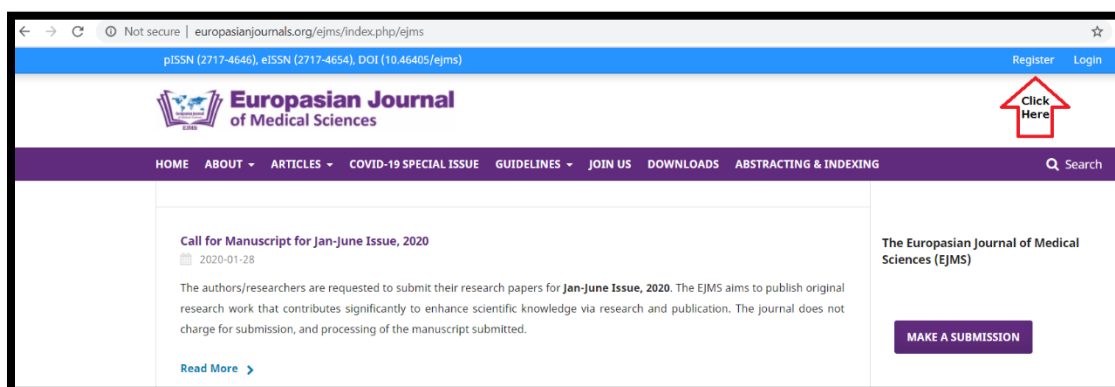 Not secure | europasianjournals.org/ejms/index.php/ejms
pISSN (2717-4646), eISSN (2717-4654), DOI (10.46405/ejms)
Register Login
Europasian Journal
of Medical Sciences
EJMS
Click
Here
HOME ABOUT ARTICLES COVID-19 SPECIAL ISSUE GUIDELINES JOIN US DOWNLOADS ABSTRACTING & INDEXING Search
Call for Manuscript for Jan-June Issue, 2020
2020-01-28
The authors/researchers are requested to submit their research papers for Jan-June Issue, 2020. The EJMS aims to publish original
research work that contributes significantly to enhance scientific knowledge via research and publication. The journal does not
charge for submission, and processing of the manuscript submitted.
Read More
The Europasian Journal of Medical
Sciences (EJMS)
MAKE A SUBMISSION